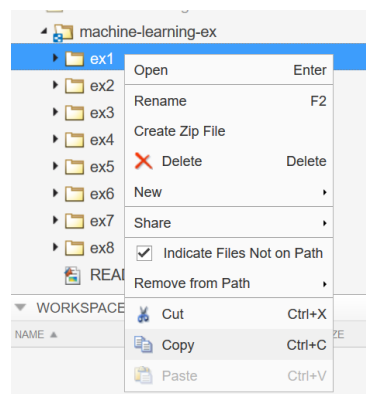 machine-learning-ex
ex1
Open Enter
ex2
Rename F2
ex3
Create Zip File
ex4
Delete Delete
ex5
New
ex6
Share
ex7
Indicate Files Not on Path
ex8
Remove from Path
REA
WORKSPACE
Cut Ctrl+X
NAME ZE
Copy Ctrl+C
Paste Ctrl+V